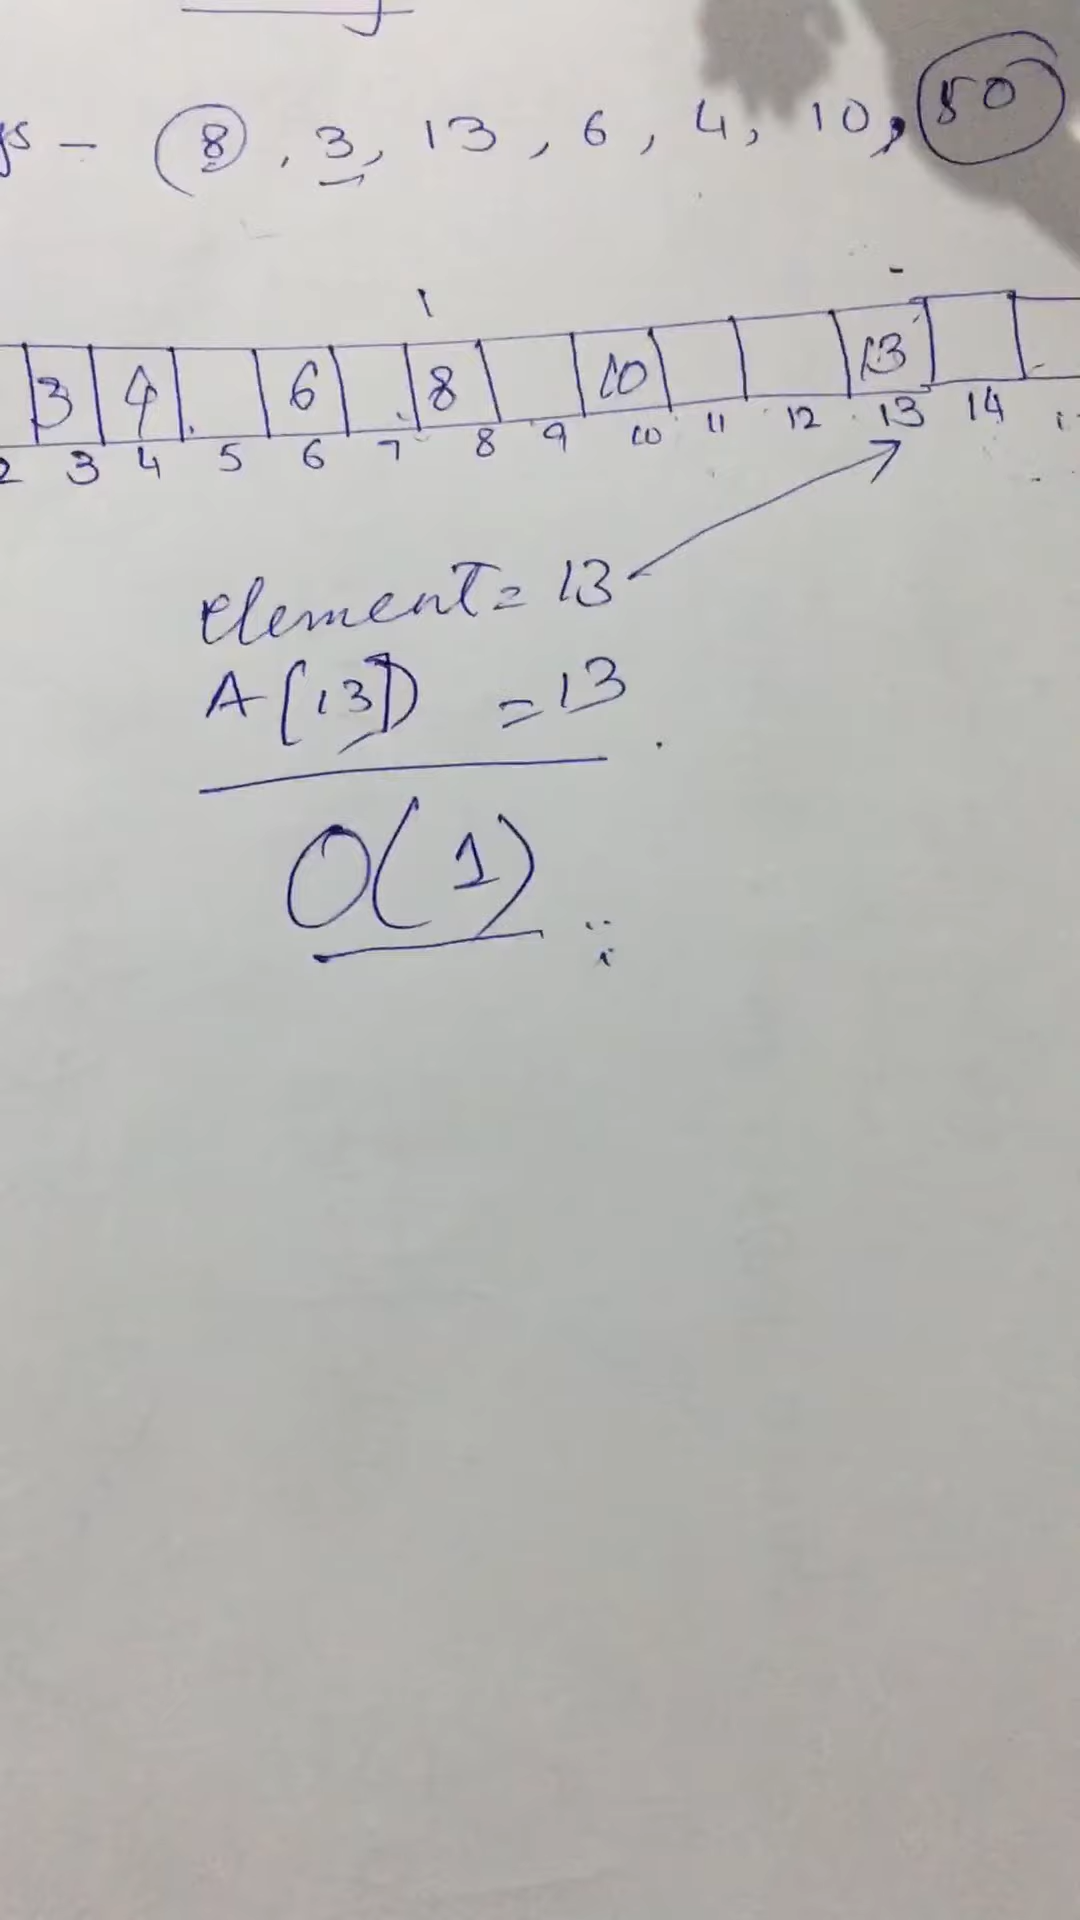 ys - 8, 3, 13, 6, 4, 10, 50
3 4 6 8 10 13
2 3 4 5 6 7 8 9 10 11 12 13 14
element = 13
A[13] = 13
O(1)